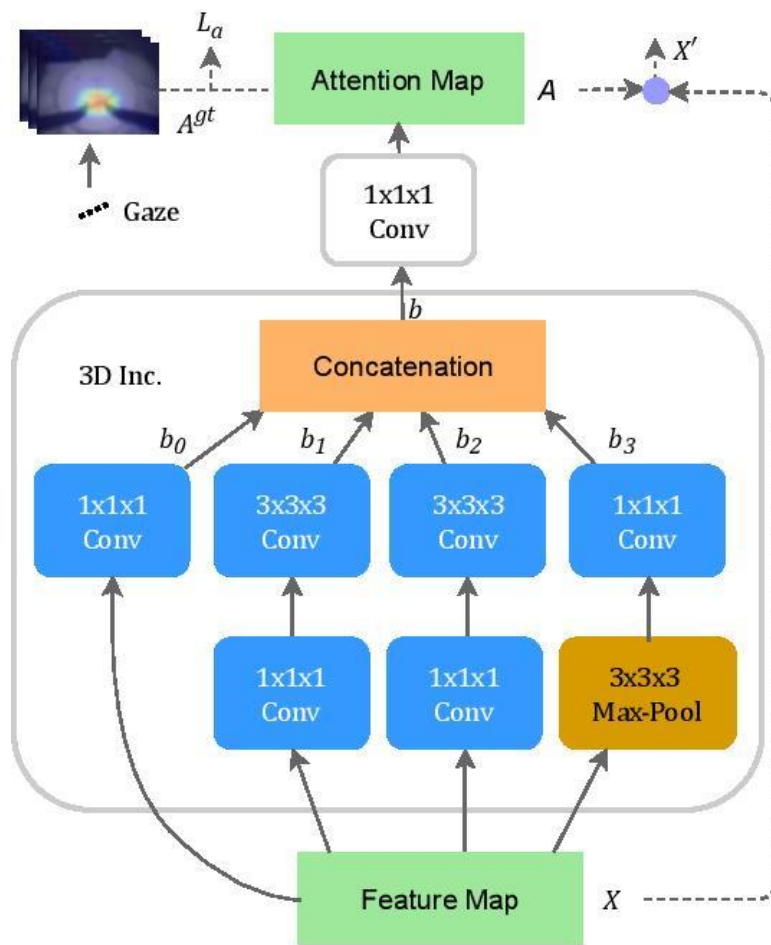 L_a
Attention Map
A
X′
A^gt
Gaze
1x1x1
Conv
b
Concatenation
3D Inc.
b_0
b_1
b_2
b_3
1x1x1
Conv
3x3x3
Conv
3x3x3
Conv
1x1x1
Conv
1x1x1
Conv
1x1x1
Conv
3x3x3
Max-Pool
Feature Map
X